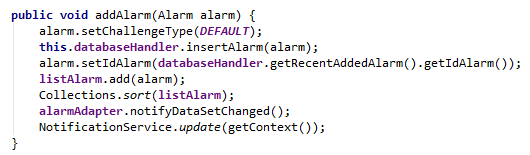 public void addAlarm(Alarm alarm) {
    alarm.setChallengeType(DEFAULT);
    this.databaseHandler.insertAlarm(alarm);
    alarm.setIdAlarm(databaseHandler.getRecentAddedAlarm().getIdAlarm());
    listAlarm.add(alarm);
    Collections.sort(listAlarm);
    alarmAdapter.notifyDataSetChanged();
    NotificationService.update(getContext());
}